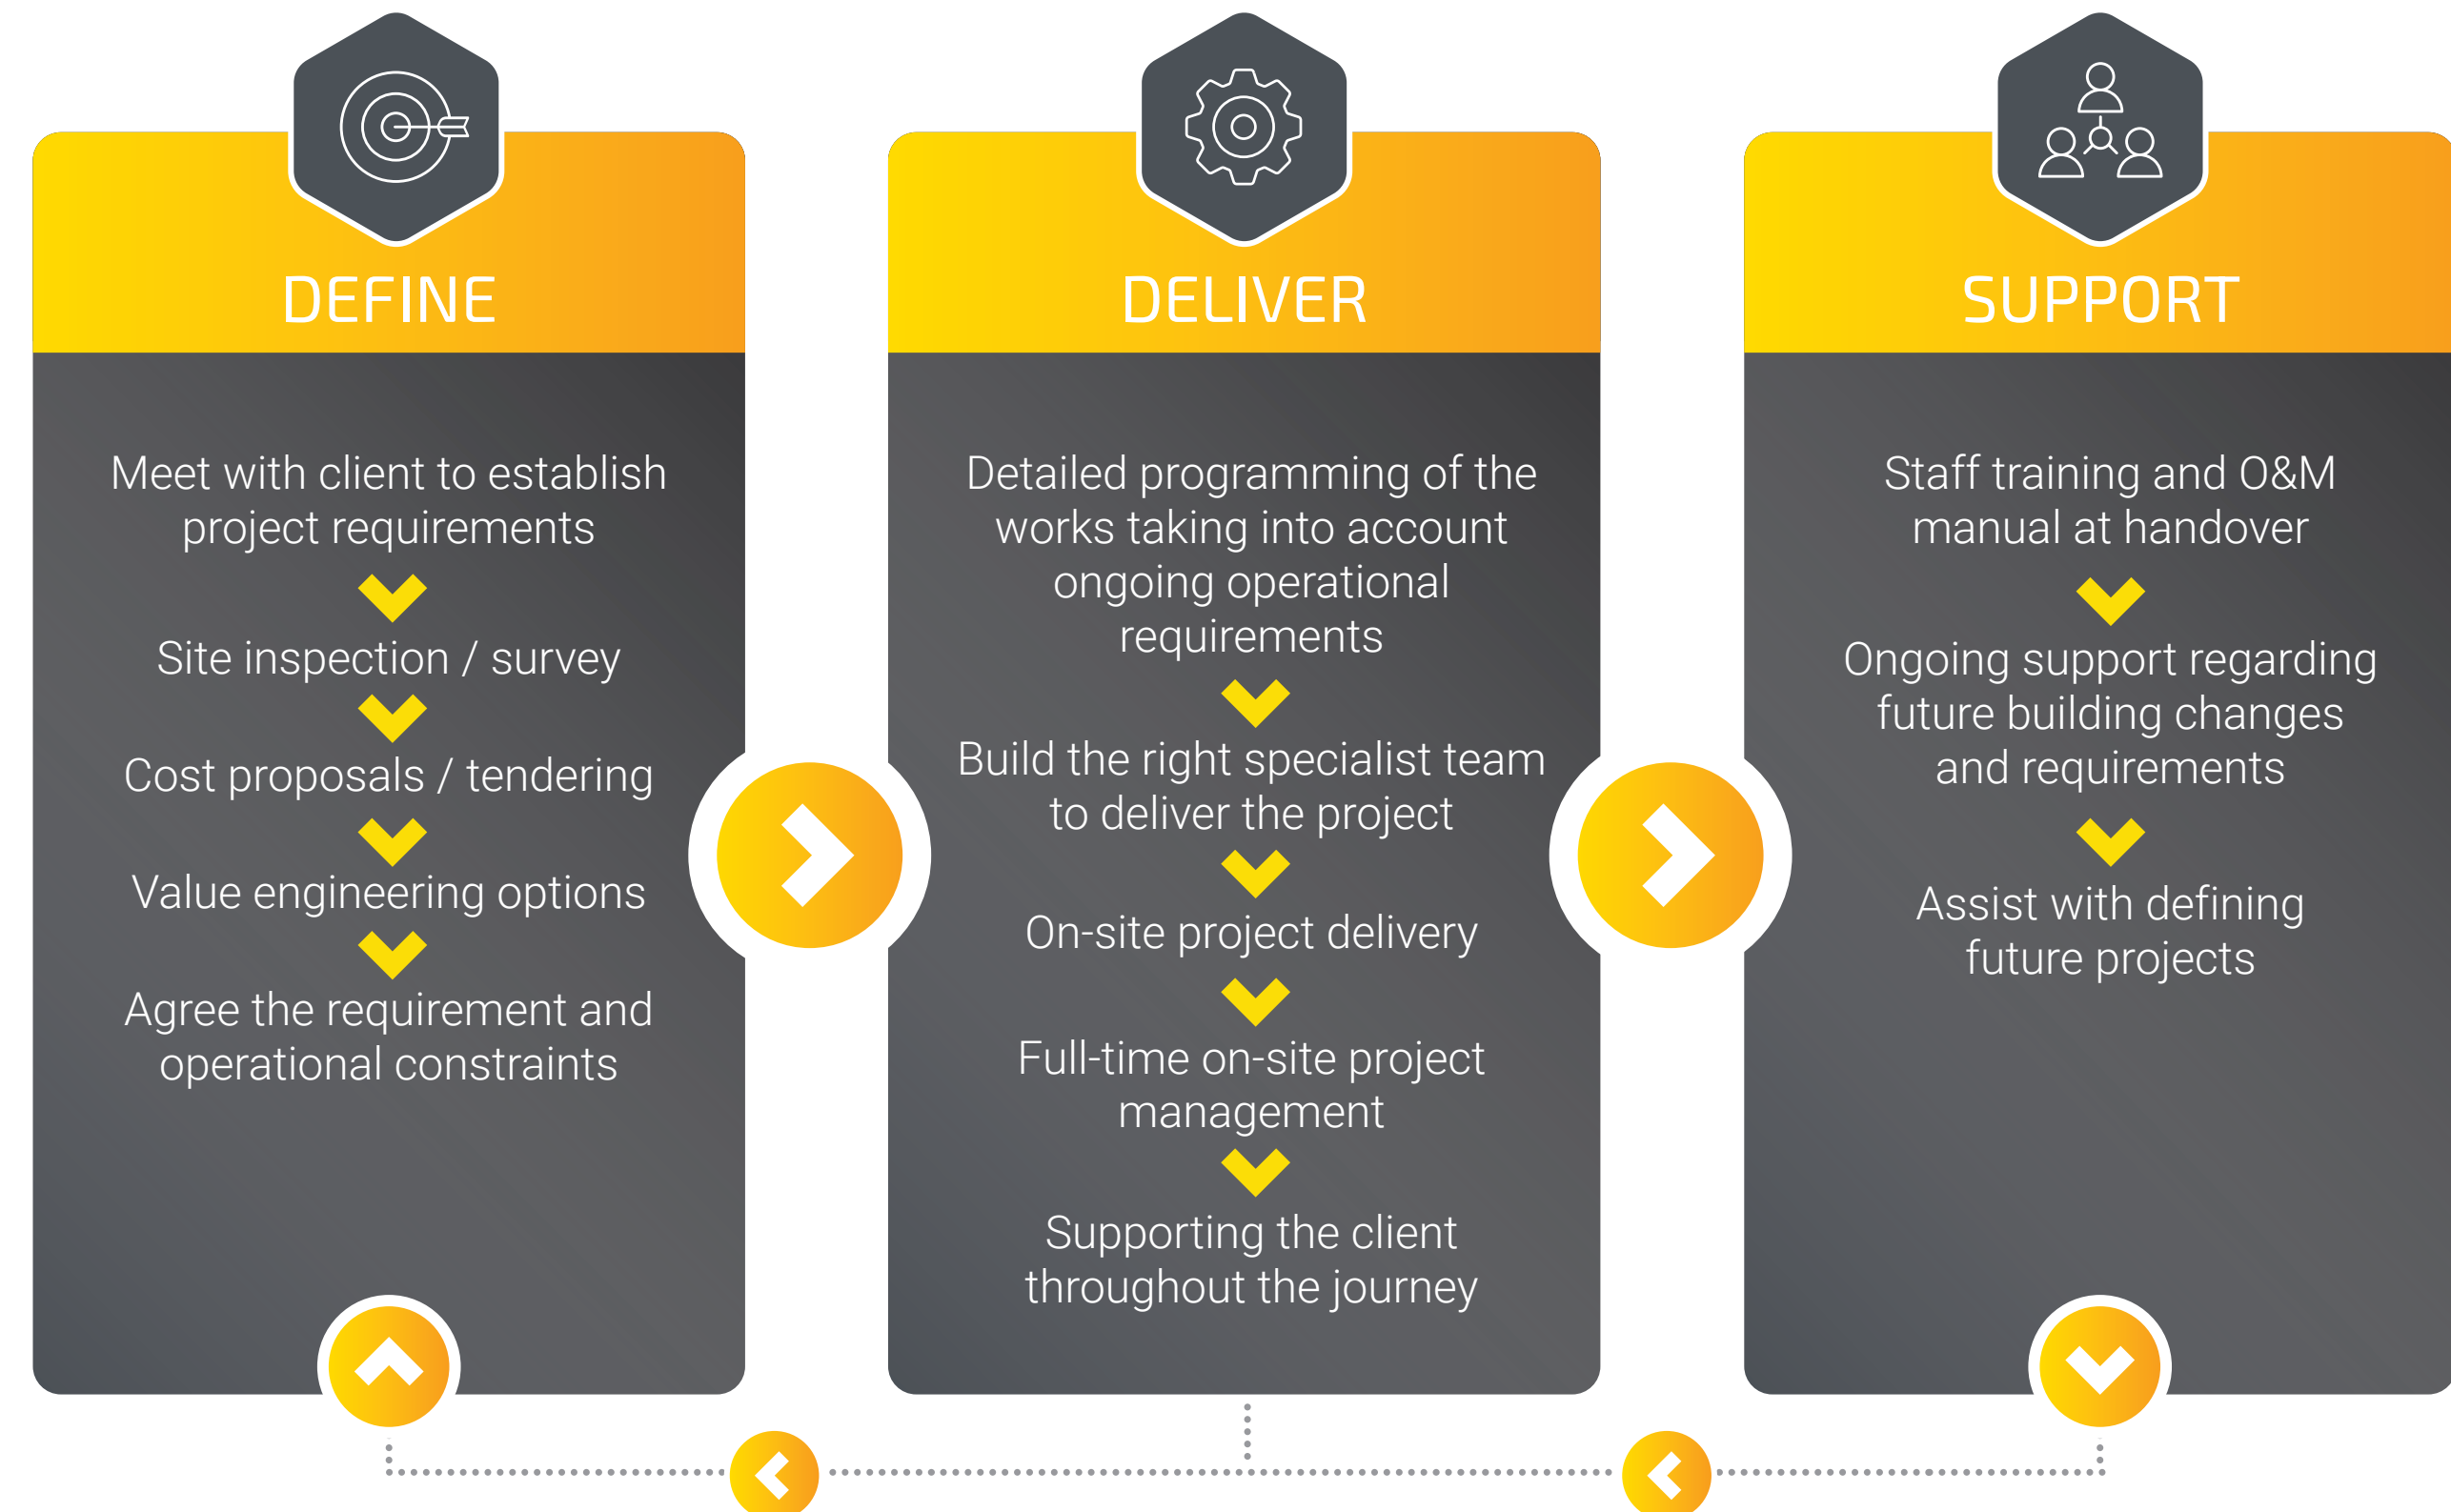 DEFINE
Meet with client to establish
project requirements
Site inspection / survey
Cost proposals / tendering
Value engineering options
Agree the requirement and
operational constraints
DELIVER
Detailed programming of the
works taking into account
ongoing operational
requirements
Build the right specialist team
to deliver the project
On-site project delivery
Full-time on-site project
management
Supporting the client
throughout the journey
SUPPORT
Staff training and O&M
manual at handover
Ongoing support regarding
future building changes
and requirements
Assist with defining
future projects